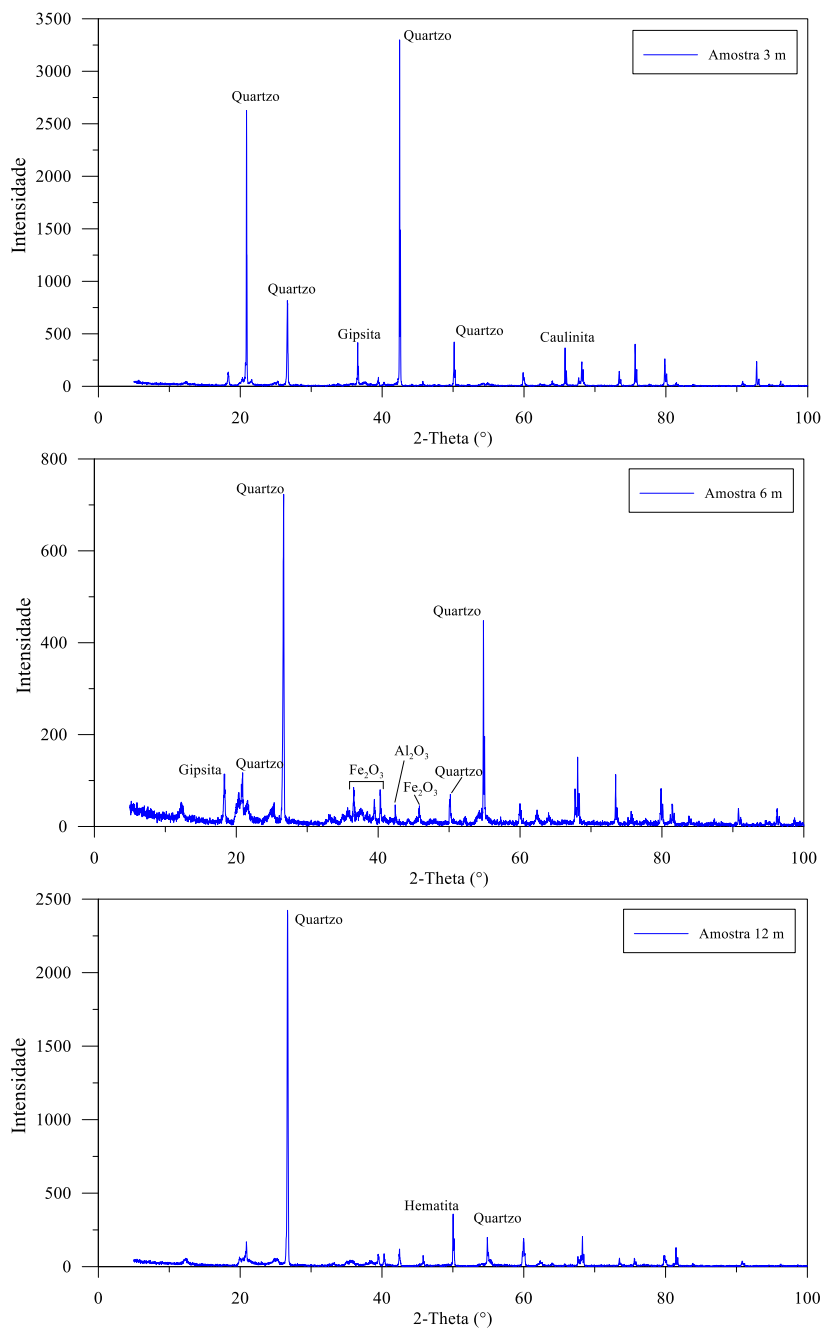 3500
Quartzo
Amostra 3 m
3000
Quartzo
2500
2000
Intensidade
1500
1000
Quartzo
500
Gipsita
Quartzo
Caulinita
0
0 20 40 60 80 100
2-Theta (°)
800
Quartzo
Amostra 6 m
600
Intensidade
Quartzo
400
200
Gipsita
Quartzo
Fe₂O₃
Al₂O₃
Fe₂O₃
Quartzo
0
0 20 40 60 80 100
2-Theta (°)
2500
Quartzo
Amostra 12 m
2000
1500
Intensidade
1000
500
Hematita
Quartzo
0
0 20 40 60 80 100
2-Theta (°)